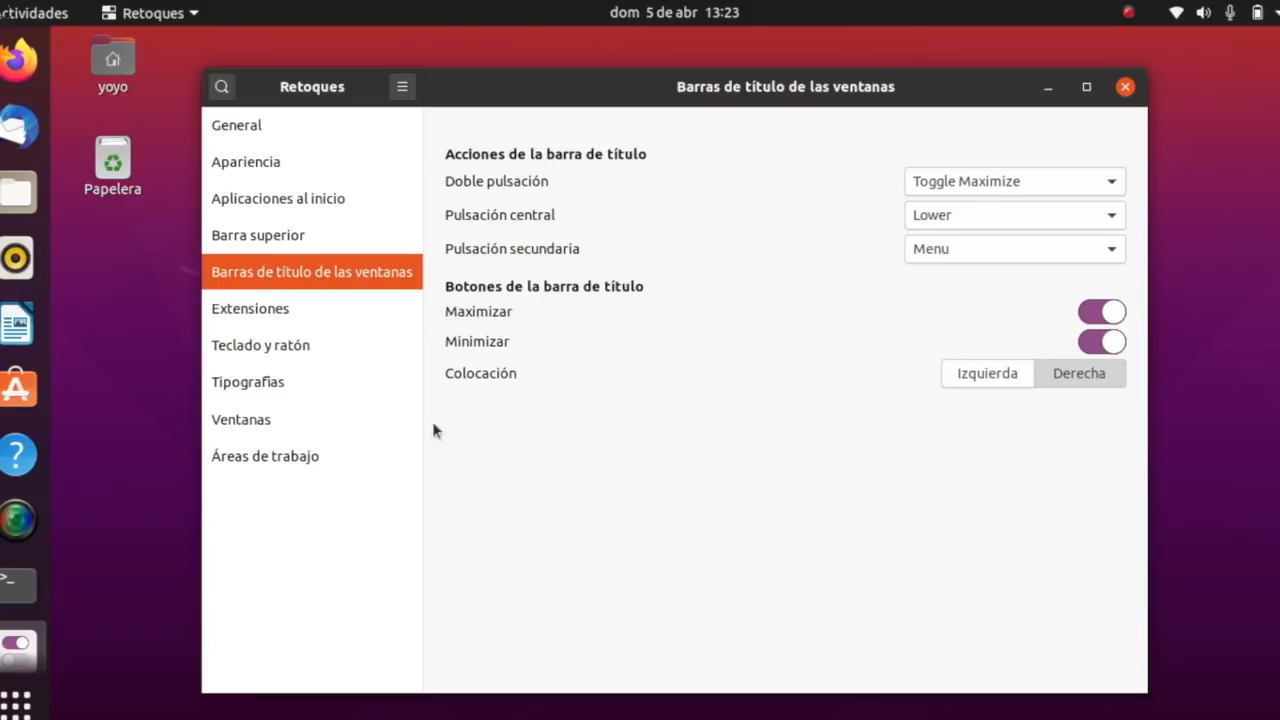 ctividades
Retoques
dom 5 de abr 13:23
yoyo
Papelera
Retoques
Barras de título de las ventanas
General
Apariencia
Aplicaciones al inicio
Barra superior
Barras de título de las ventanas
Extensiones
Teclado y ratón
Tipografías
Ventanas
Áreas de trabajo
Acciones de la barra de título
Doble pulsación
Toggle Maximize
Pulsación central
Lower
Pulsación secundaria
Menu
Botones de la barra de título
Maximizar
Minimizar
Colocación
Izquierda
Derecha